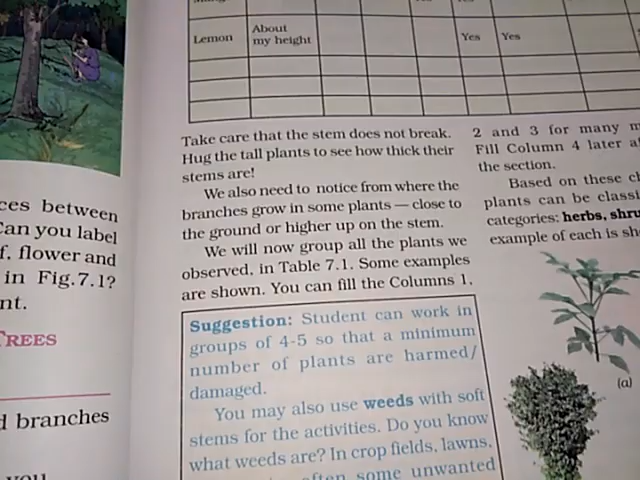 Lemon About my height Yes Yes
ces between
Can you label
f, flower and
in Fig.7.1?
nt.
TREES
d branches
you
Take care that the stem does not break.
Hug the tall plants to see how thick their
stems are!
We also need to notice from where the
branches grow in some plants — close to
the ground or higher up on the stem.
We will now group all the plants we
observed, in Table 7.1. Some examples
are shown. You can fill the Columns 1,
Suggestion: Student can work in
groups of 4-5 so that a minimum
number of plants are harmed/
damaged.
You may also use weeds with soft
stems for the activities. Do you know
what weeds are? In crop fields, lawns,
often some unwanted
2 and 3 for many m
Fill Column 4 later a
the section.
Based on these ch
plants can be classi
categories: herbs, shru
example of each is sh
(a)